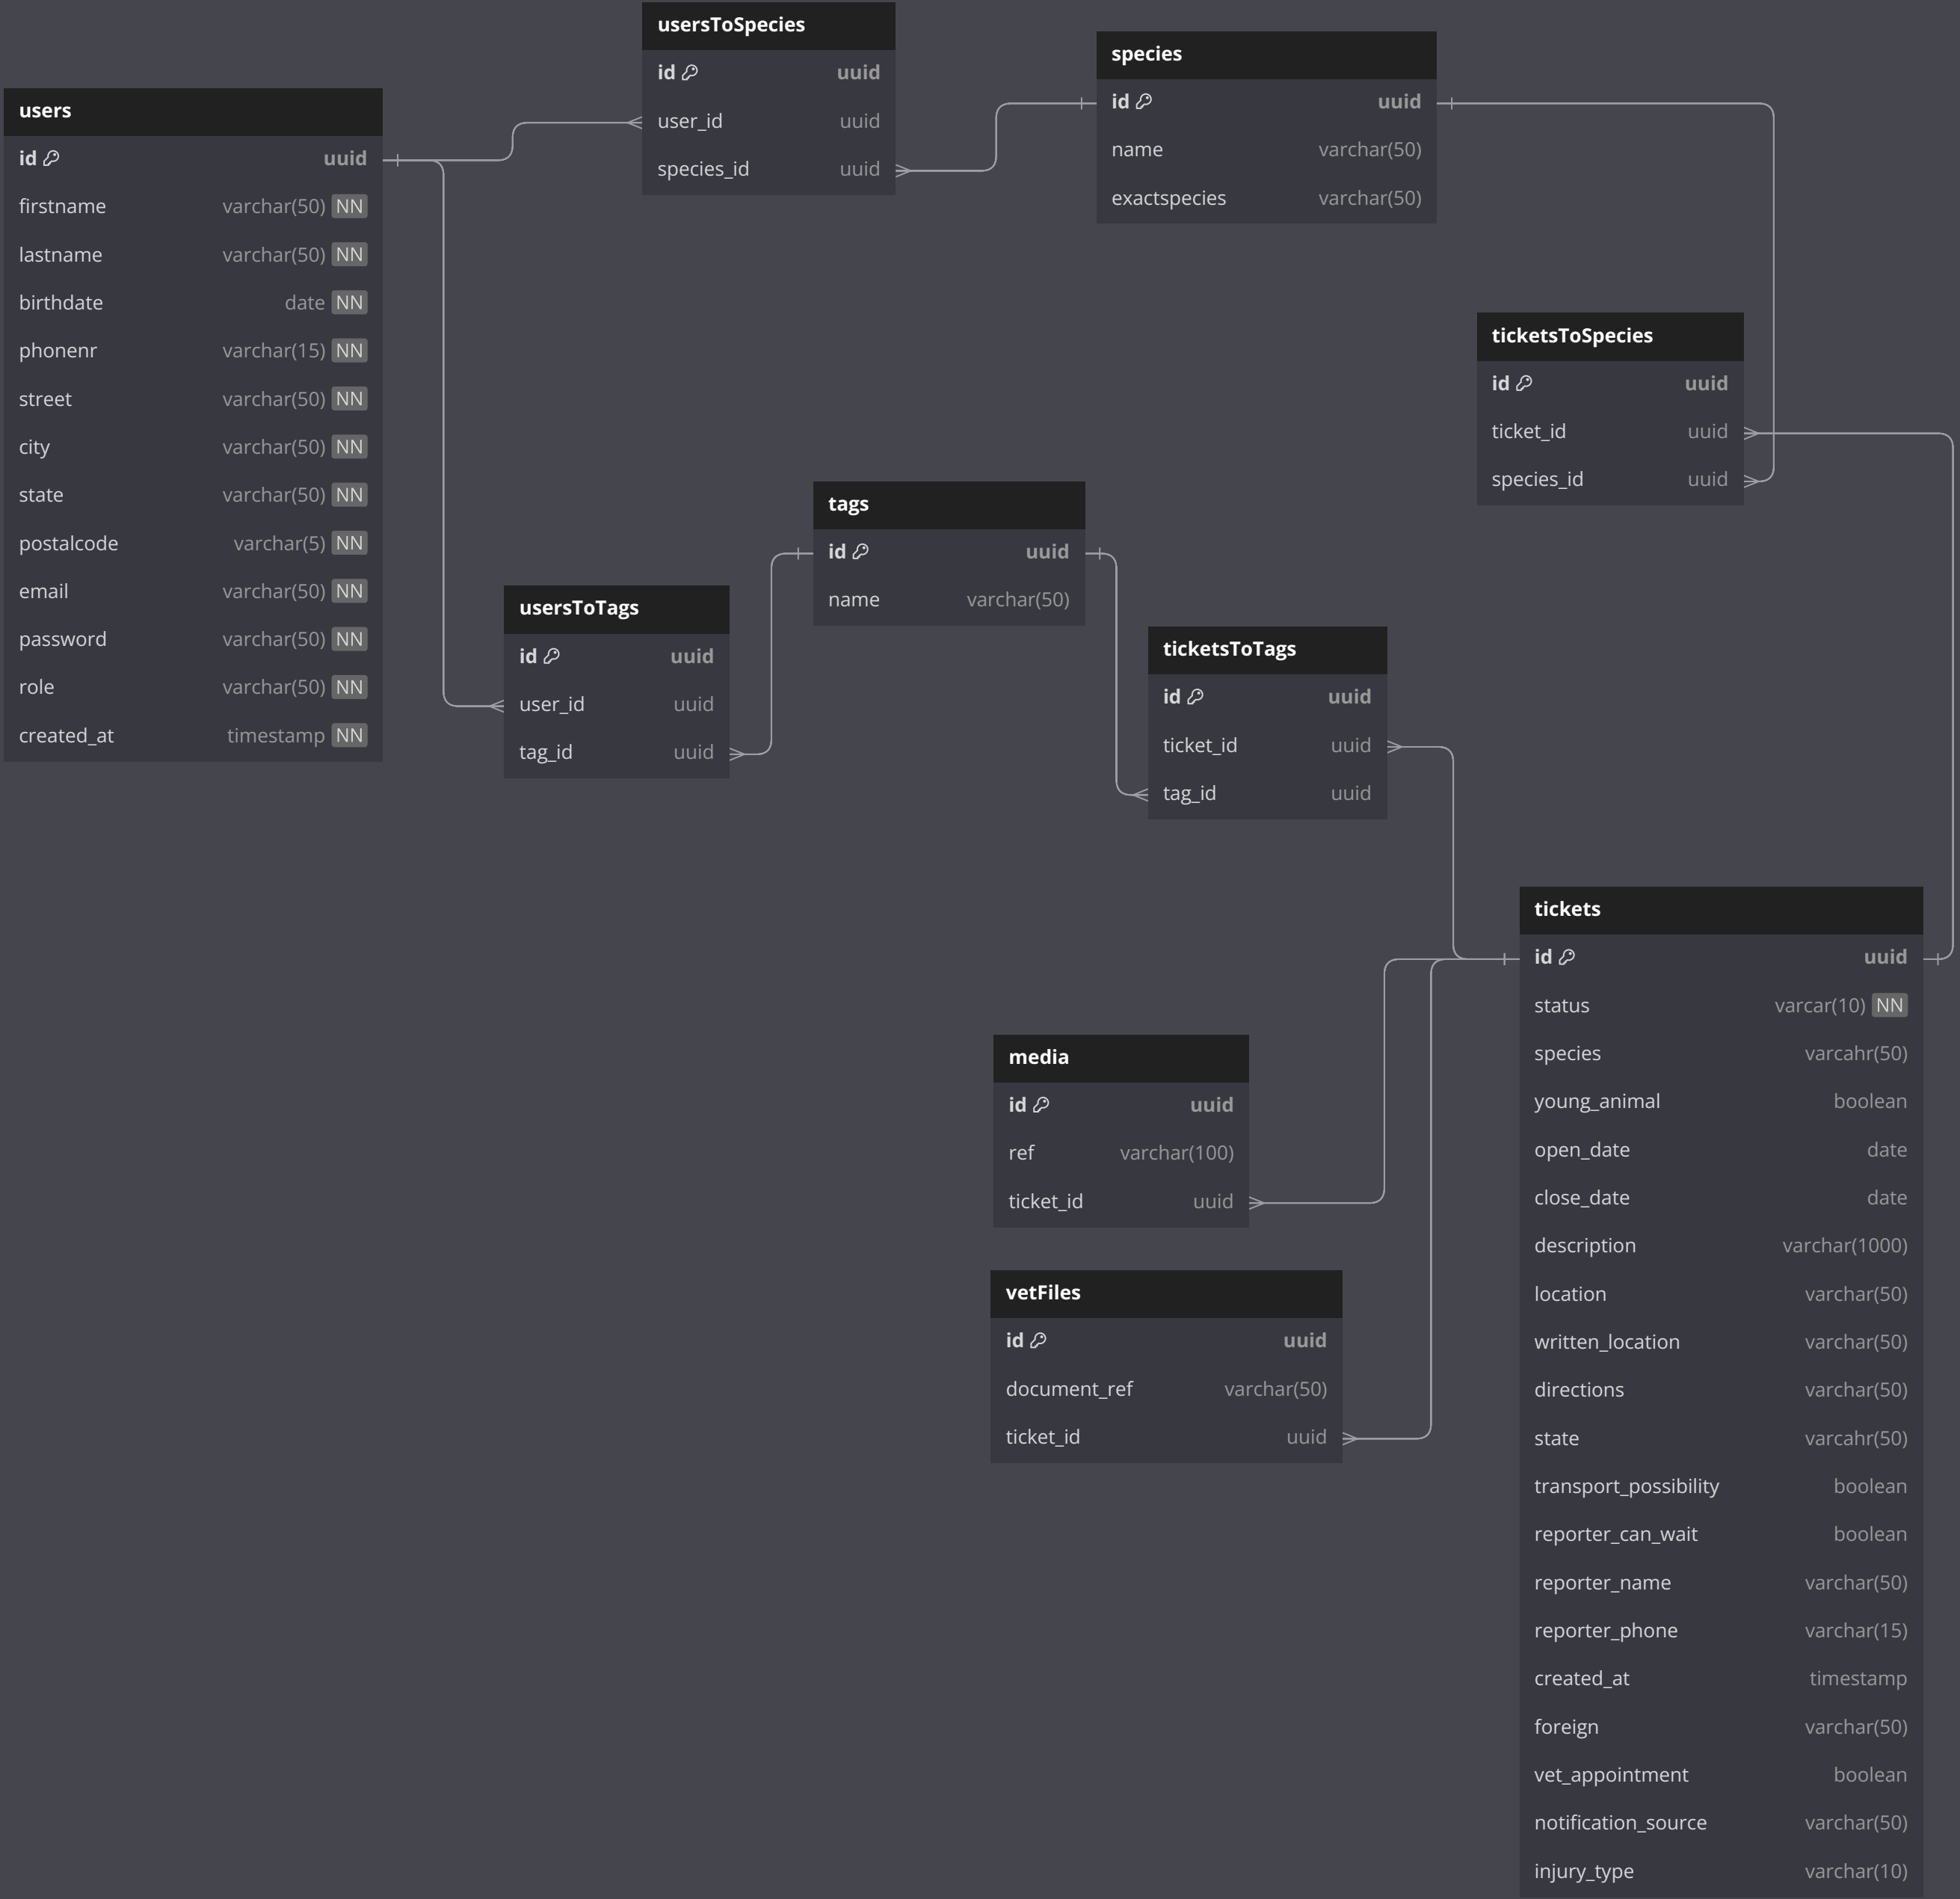 usersToSpecies
id uuid
user_id uuid
species_id uuid
species
id uuid
name varchar(50)
exactspecies varchar(50)
users
id uuid
firstname varchar(50) NN
lastname varchar(50) NN
birthdate date NN
phonenr varchar(15) NN
street varchar(50) NN
city varchar(50) NN
state varchar(50) NN
postalcode varchar(5) NN
email varchar(50) NN
password varchar(50) NN
role varchar(50) NN
created_at timestamp NN
ticketsToSpecies
id uuid
ticket_id uuid
species_id uuid
tags
id uuid
name varchar(50)
usersToTags
id uuid
user_id uuid
tag_id uuid
ticketsToTags
id uuid
ticket_id uuid
tag_id uuid
tickets
id uuid
status varcar(10) NN
species varcahr(50)
young_animal boolean
open_date date
close_date date
description varchar(1000)
location varchar(50)
written_location varchar(50)
directions varchar(50)
state varcahr(50)
transport_possibility boolean
reporter_can_wait boolean
reporter_name varchar(50)
reporter_phone varchar(15)
created_at timestamp
foreign varchar(50)
vet_appointment boolean
notification_source varchar(50)
injury_type varchar(10)
media
id uuid
ref varchar(100)
ticket_id uuid
vetFiles
id uuid
document_ref varchar(50)
ticket_id uuid